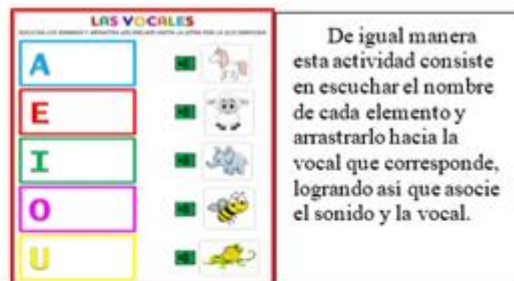 LAS VOCALES
A
E
I
O
U
De igual manera
esta actividad consiste
en escuchar el nombre
de cada elemento y
arrastrarlo hacia la
vocal que corresponde,
logrando así que asocie
el sonido y la vocal.